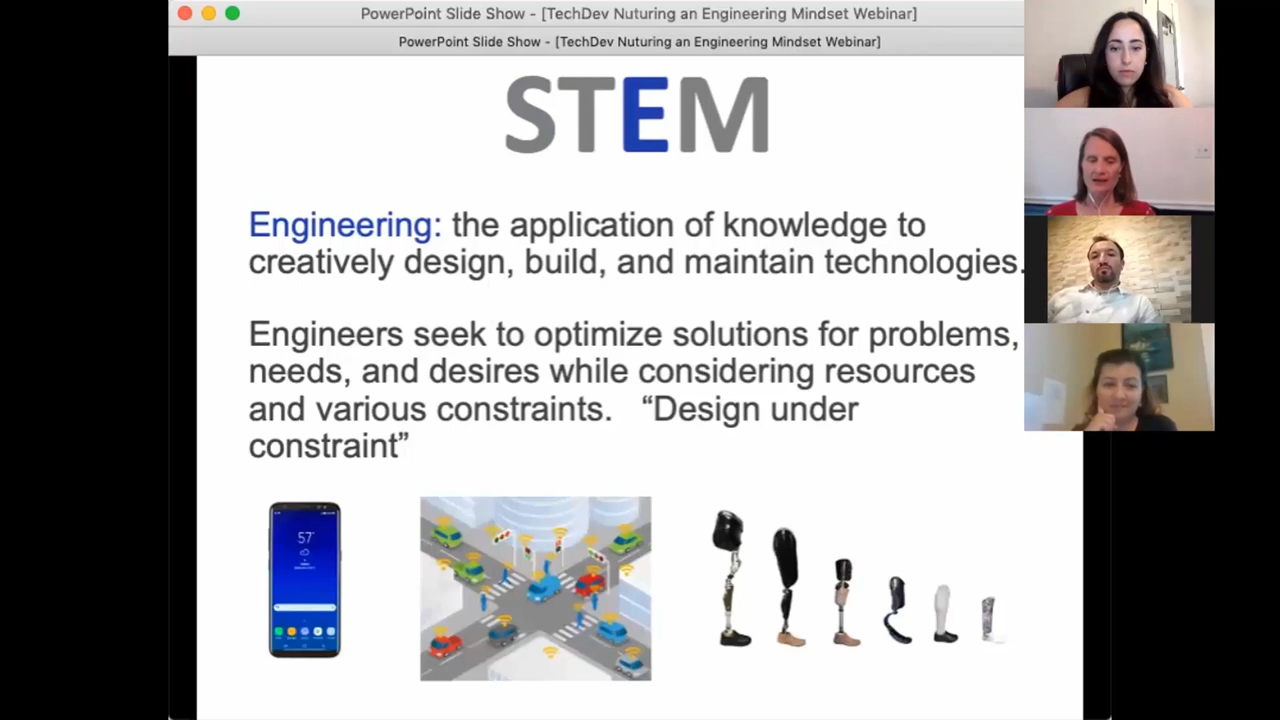 PowerPoint Slide Show - [TechDev Nuturing an Engineering Mindset Webinar]
PowerPoint Slide Show - [TechDev Nuturing an Engineering Mindset Webinar]
STEM
Engineering: the application of knowledge to
creatively design, build, and maintain technologies.
Engineers seek to optimize solutions for problems,
needs, and desires while considering resources
and various constraints. “Design under
constraint”
57°